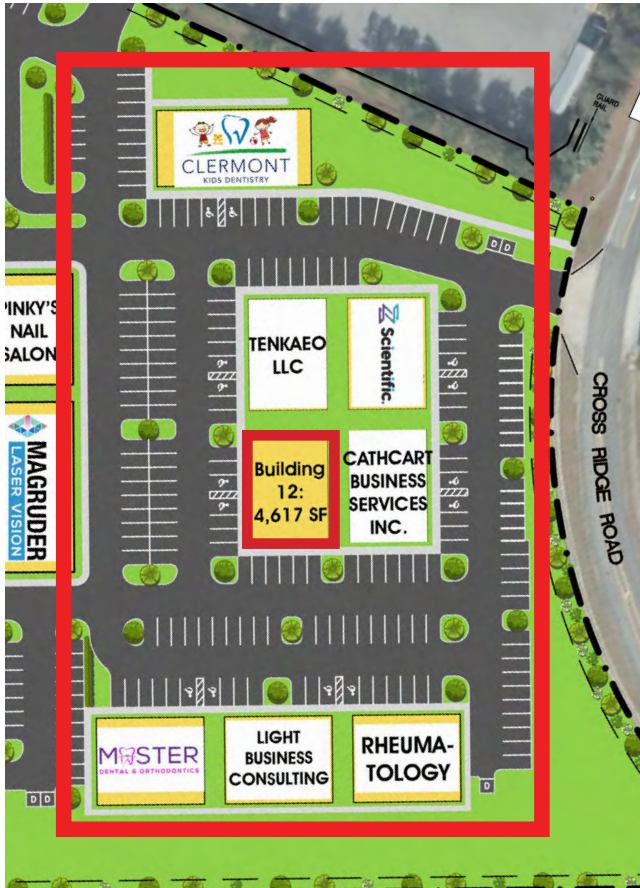 GUARD
RAIL
CLERMONT
KIDS DENTISTRY
D D
PINKY'S
NAIL
SALON
TENKAEO
LLC
Scientific.
MAGRUDER
LASER VISION
Building
12:
4,617 SF
CATHCART
BUSINESS
SERVICES
INC.
CROSS RIDGE ROAD
MSTER
DENTAL & ORTHODONTICS
LIGHT
BUSINESS
CONSULTING
RHEUMA-
TOLOGY
D D
D